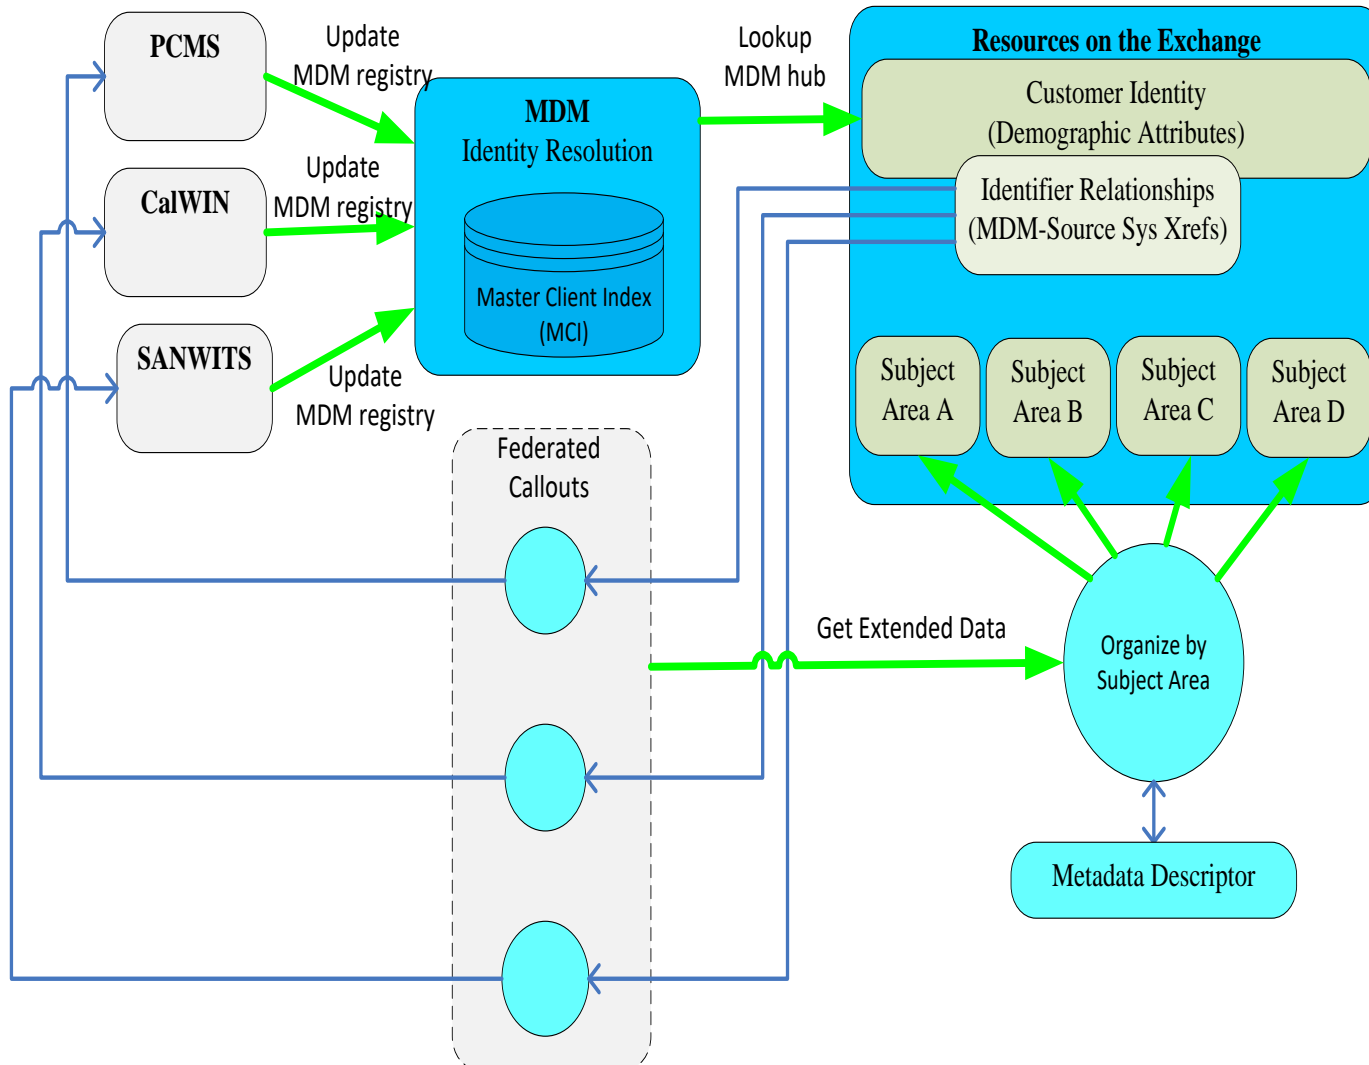 PCMS
Update
MDM registry
CalWIN
Update
MDM registry
SANWITS
Update
MDM registry
MDM
Identity Resolution
Master Client Index
(MCI)
Lookup
MDM hub
Resources on the Exchange
Customer Identity
(Demographic Attributes)
Identifier Relationships
(MDM-Source Sys Xrefs)
Subject
Area A
Subject
Area B
Subject
Area C
Subject
Area D
Federated
Callouts
Get Extended Data
Organize by
Subject Area
Metadata Descriptor